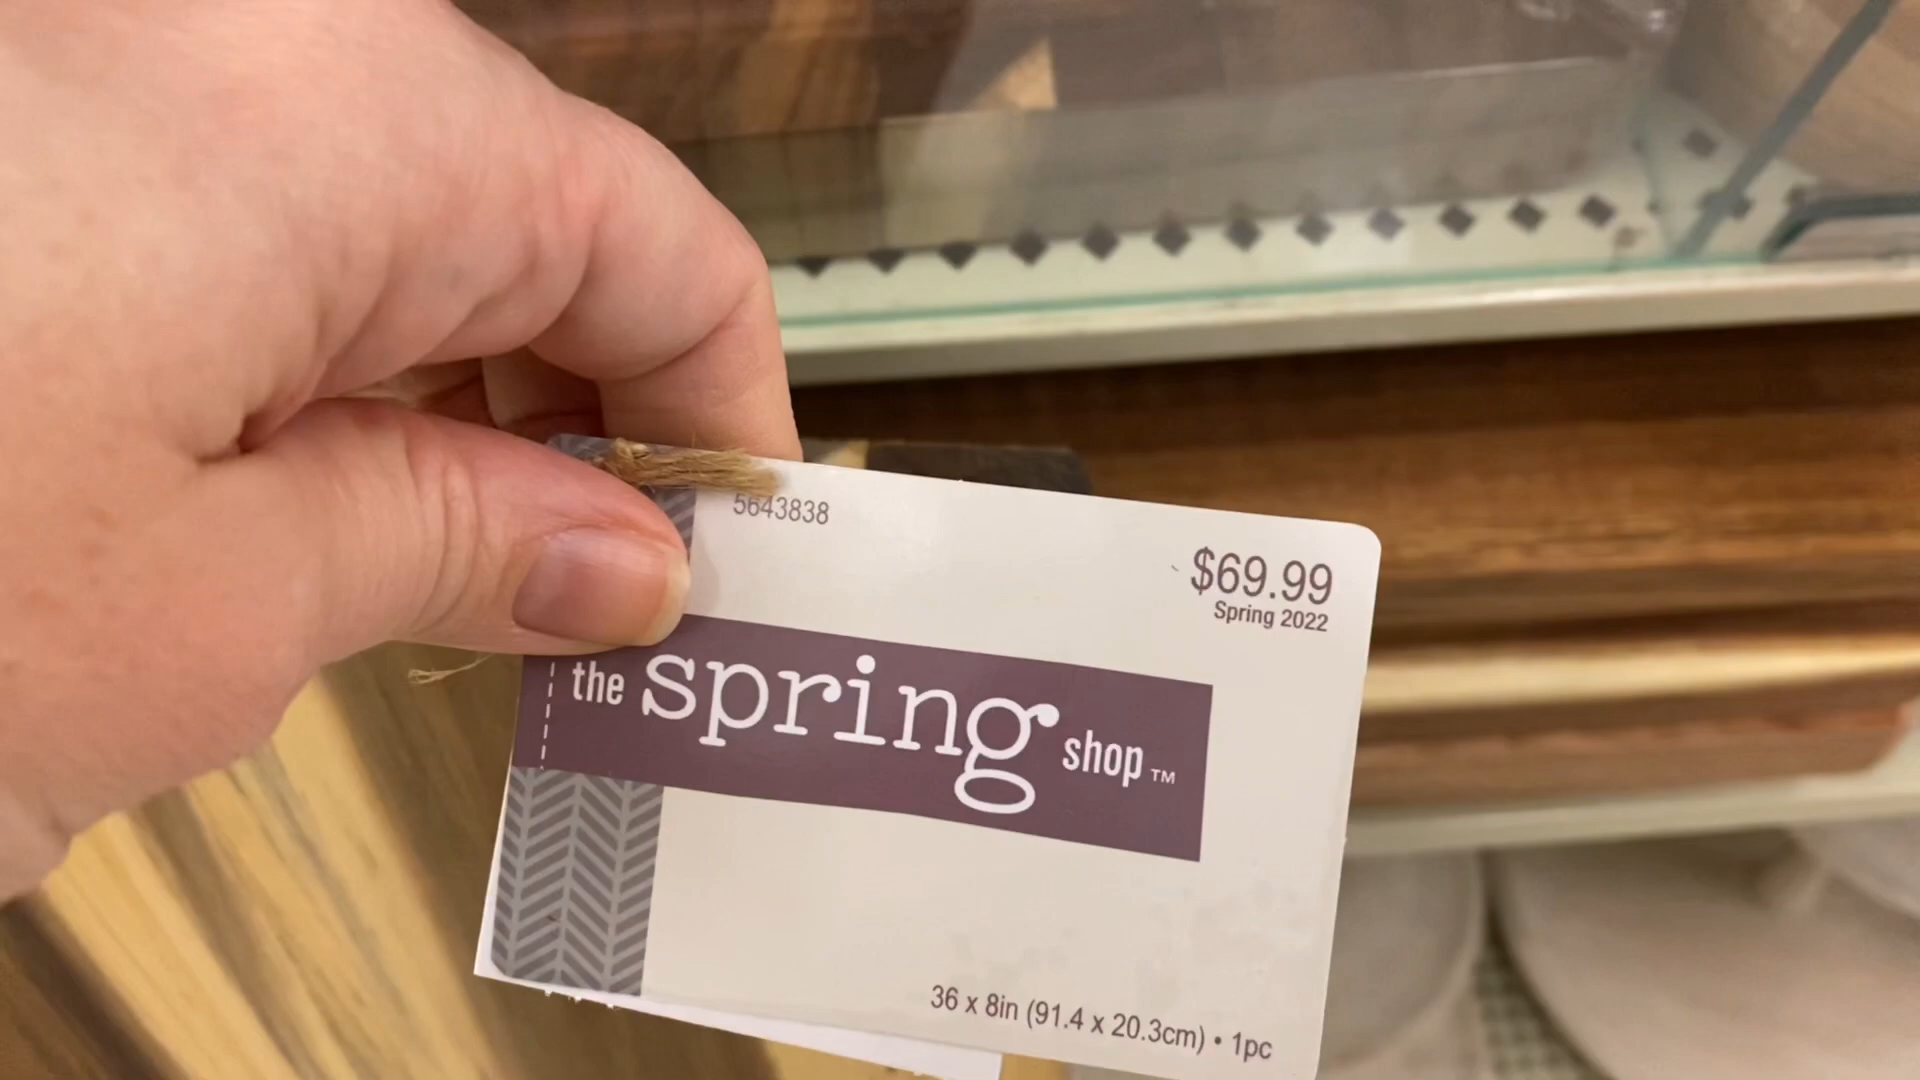 5643838
$69.99
Spring 2022
the spring shop™
36 x 8in (91.4 x 20.3cm) • 1pc